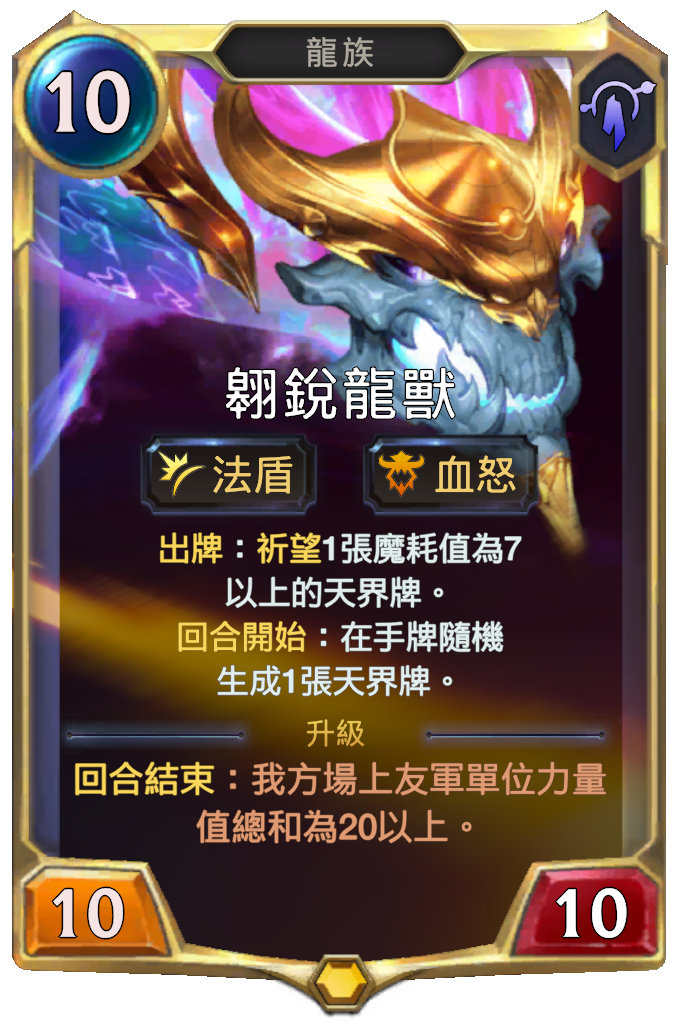 龍族
10
翱銳龍獸
法盾
血怒
出牌：祈望1張魔耗值為7
以上的天界牌。
回合開始：在手牌隨機
生成1張天界牌。
升級
回合結束：我方場上友軍單位力量
值總和為20以上。
10
10